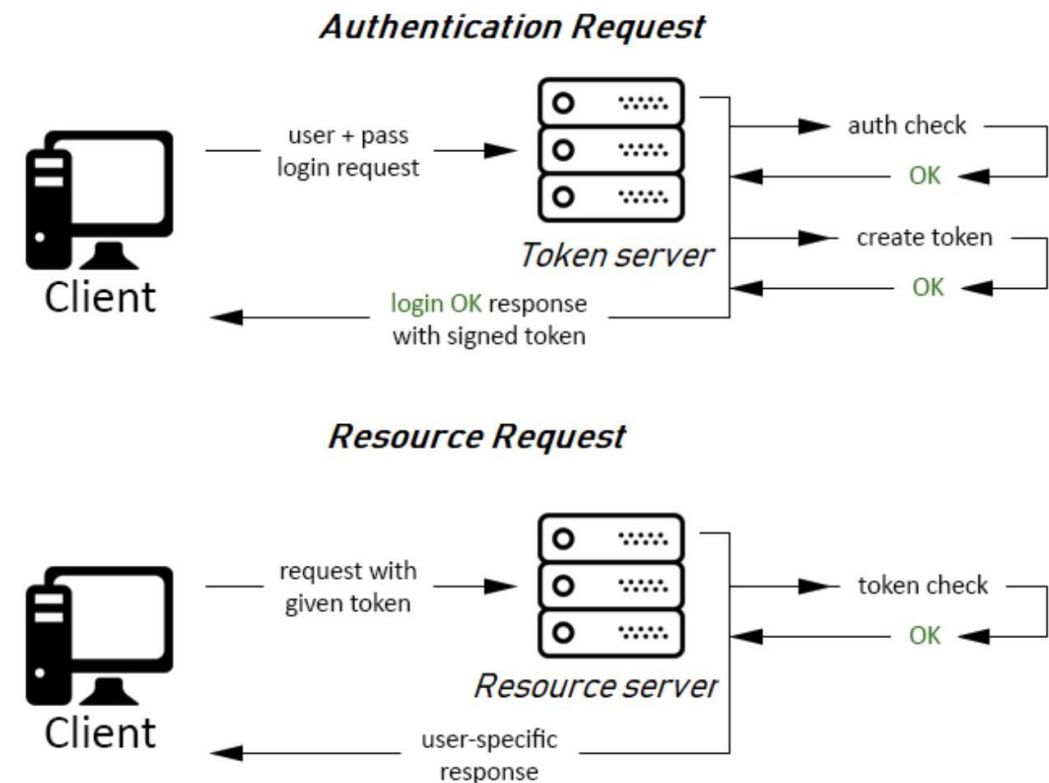 Authentication Request
user + pass
login request
auth check
OK
Token server
create token
OK
Client
login OK response
with signed token
Resource Request
request with
given token
token check
OK
Resource server
Client
user-specific
response